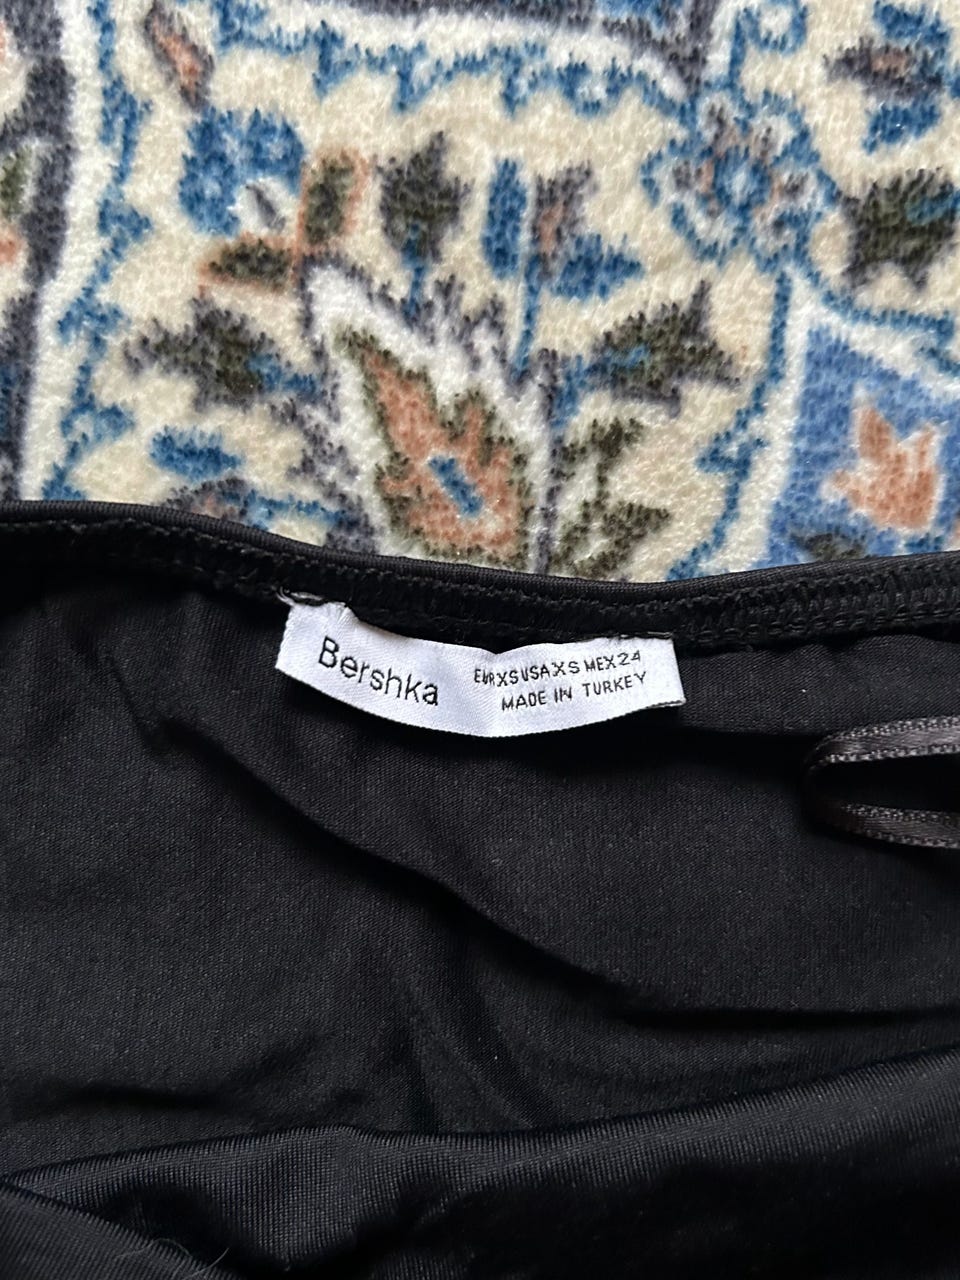 Bershka
EUR XS USA XS MEX 24
MADE IN TURKEY